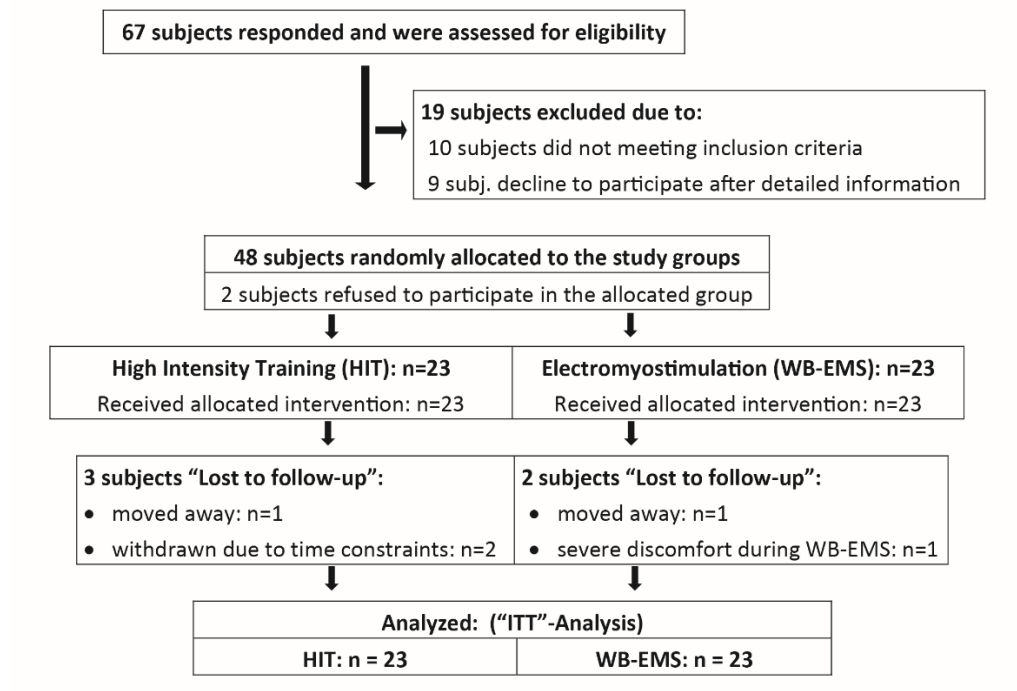 67 subjects responded and were assessed for eligibility
19 subjects excluded due to:
10 subjects did not meeting inclusion criteria
9 subj. decline to participate after detailed information
48 subjects randomly allocated to the study groups
2 subjects refused to participate in the allocated group
High Intensity Training (HIT): n=23
Received allocated intervention: n=23
Electromyostimulation (WB-EMS): n=23
Received allocated intervention: n=23
3 subjects “Lost to follow-up”:
• moved away: n=1
• withdrawn due to time constraints: n=2
2 subjects “Lost to follow-up”:
• moved away: n=1
• severe discomfort during WB-EMS: n=1
Analyzed: (“ITT”-Analysis)
HIT: n = 23
WB-EMS: n = 23